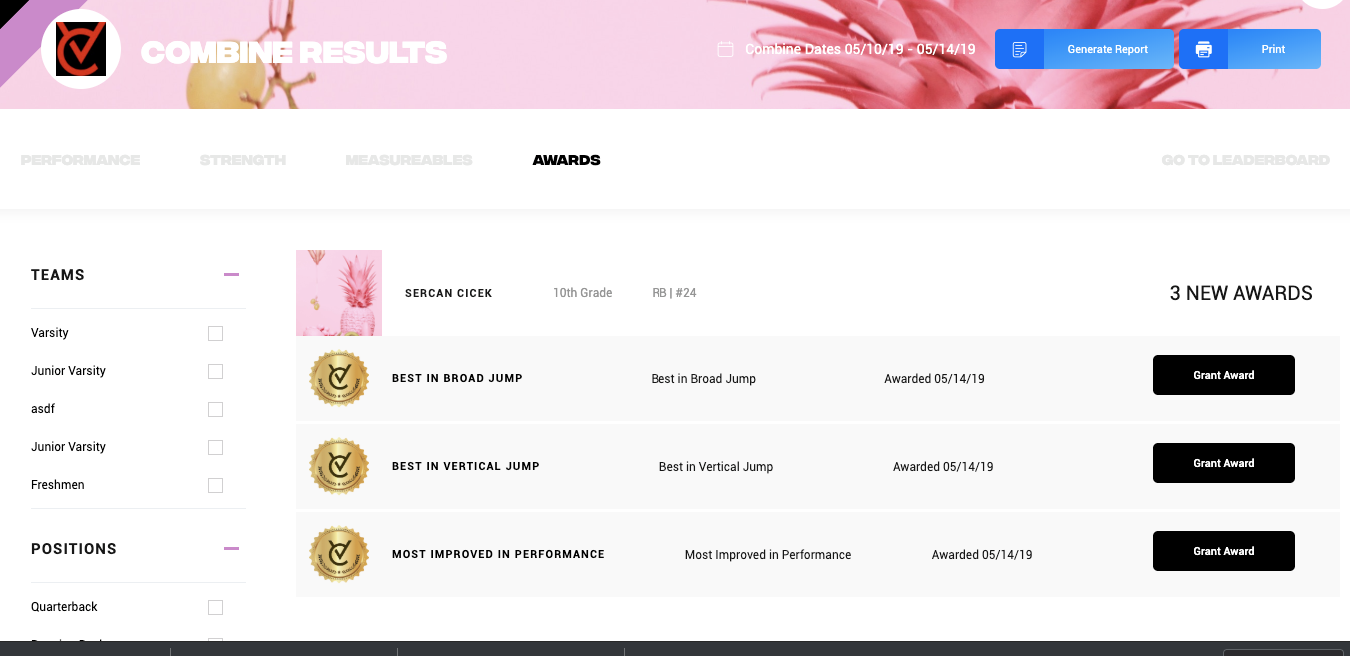 COMBINE RESULTS
Combine Dates 05/10/19 - 05/14/19
Generate Report
Print
PERFORMANCE
STRENGTH
MEASUREABLES
AWARDS
GO TO LEADERBOARD
TEAMS
Varsity
Junior Varsity
asdf
Junior Varsity
Freshmen
POSITIONS
Quarterback
SERCAN CICEK
10th Grade
RB | #24
3 NEW AWARDS
BEST IN BROAD JUMP
Best in Broad Jump
Awarded 05/14/19
Grant Award
BEST IN VERTICAL JUMP
Best in Vertical Jump
Awarded 05/14/19
Grant Award
MOST IMPROVED IN PERFORMANCE
Most Improved in Performance
Awarded 05/14/19
Grant Award